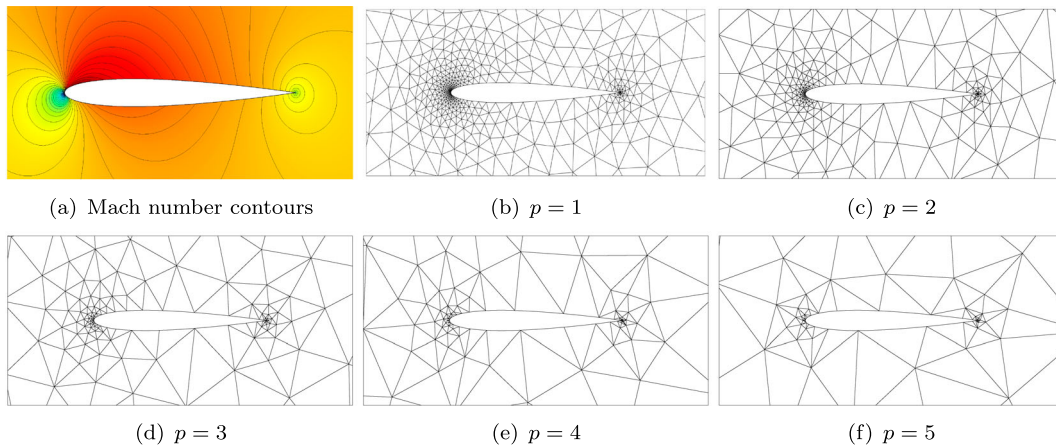 (a) Mach number contours
(b) p = 1
(c) p = 2
(d) p = 3
(e) p = 4
(f) p = 5